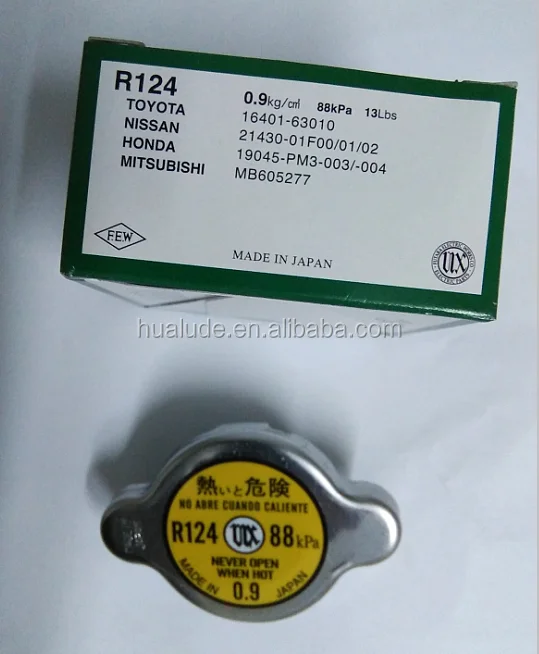 R124 0.9kg/c㎡ 88kPa 13Lbs
TOYOTA 16401-63010
NISSAN 21430-01F00/01/02
HONDA 19045-PM3-003/-004
MITSUBISHI MB605277
F.E.W
MADE IN JAPAN
UX
hualude.en.alibaba.com
熱いと危険
NO ABRE CUANDO CALIENTE
R124 UX 88kPa
NEVER OPEN
WHEN HOT
MADE IN 0.9 JAPAN